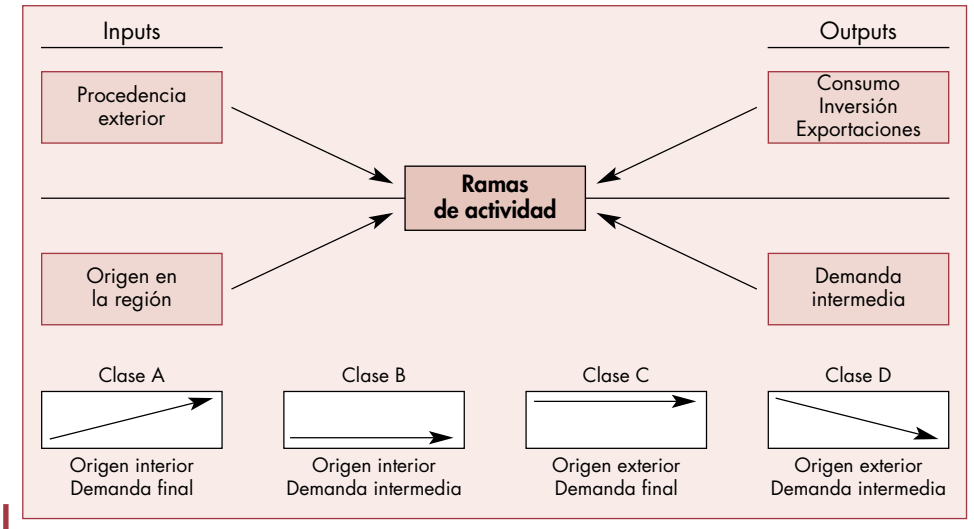 Inputs
Outputs
Procedencia
exterior
Consumo
Inversión
Exportaciones
Ramas
de actividad
Origen en
la región
Demanda
intermedia
Clase A
Clase B
Clase C
Clase D
Origen interior
Demanda final
Origen interior
Demanda intermedia
Origen exterior
Demanda final
Origen exterior
Demanda intermedia